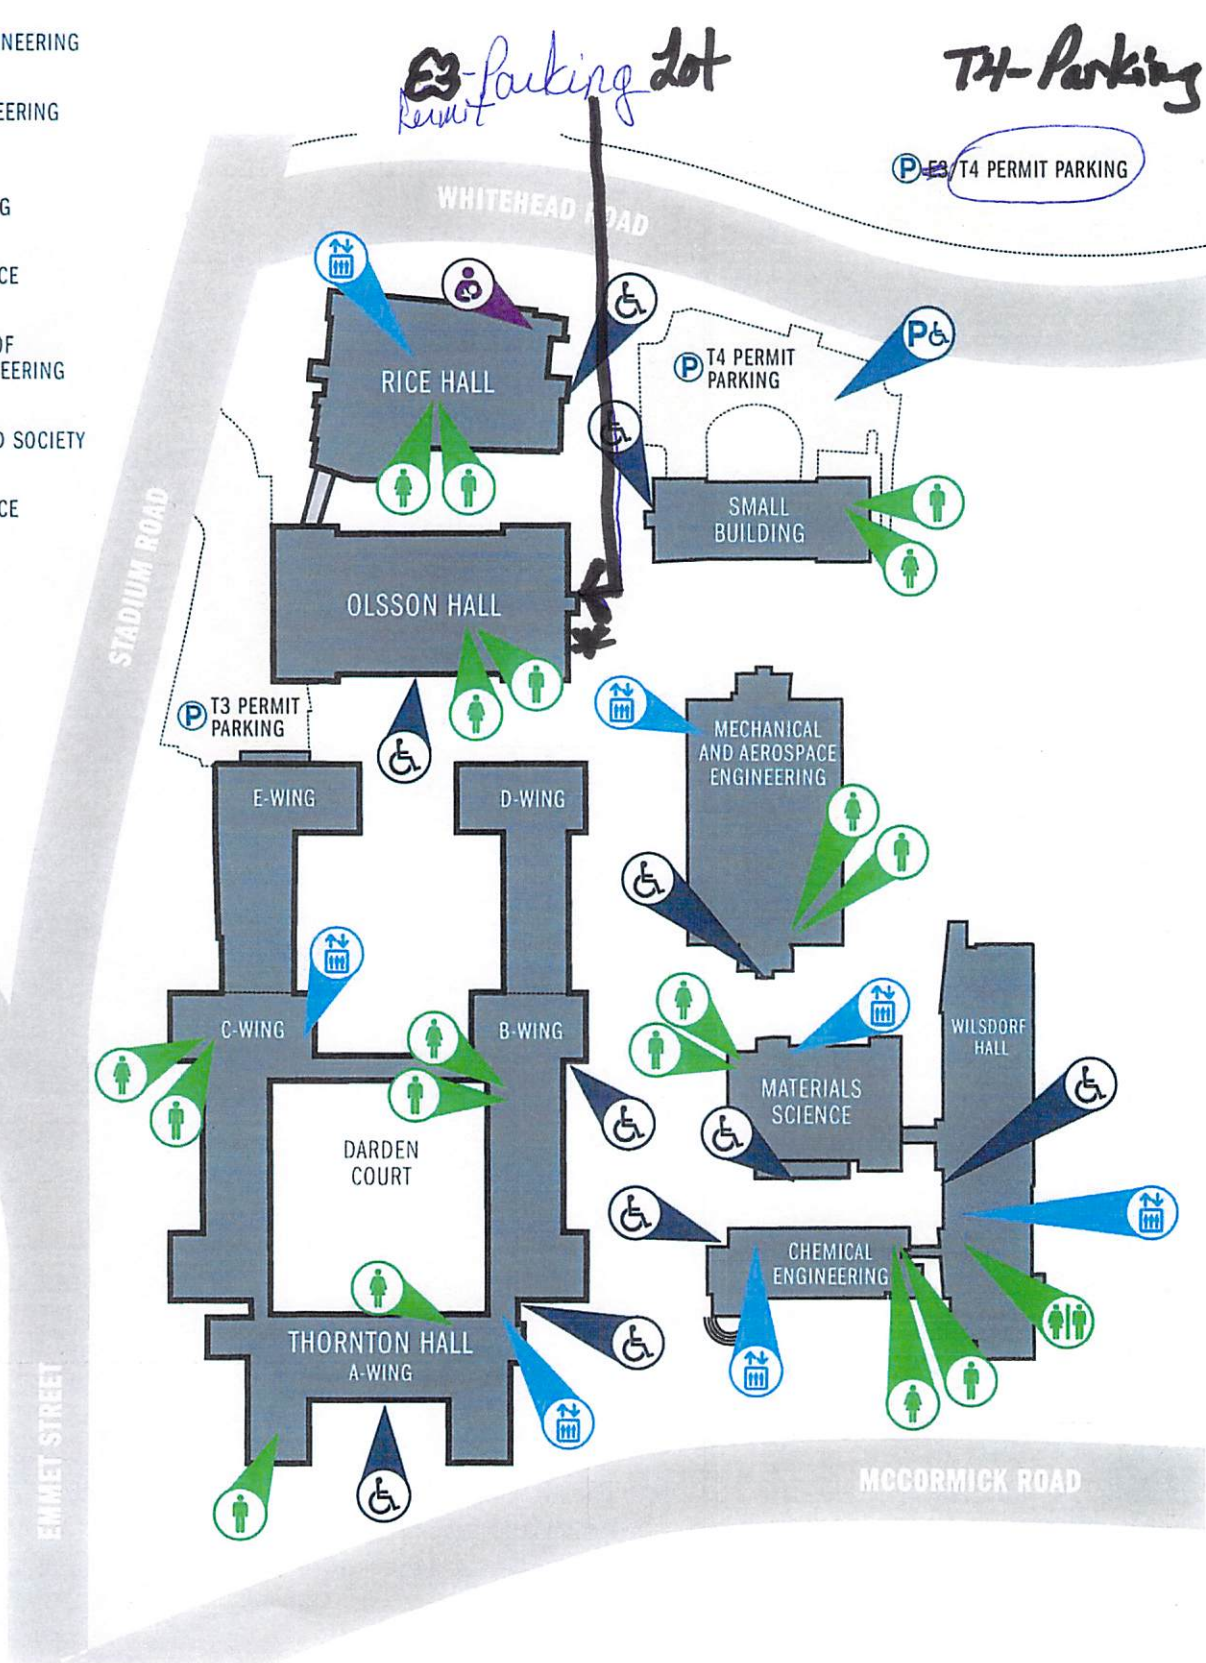 NEERING
EERING
G
CE
OF
EERING
D SOCIETY
CE
E3-Parking Lot
Permit
T4-Parking
P E3/T4 PERMIT PARKING
WHITEHEAD ROAD
RICE HALL
P T4 PERMIT
PARKING
P
SMALL
BUILDING
STADIUM ROAD
OLSSON HALL
*
P T3 PERMIT
PARKING
MECHANICAL
AND AEROSPACE
ENGINEERING
E-WING
D-WING
C-WING
B-WING
WILSDORF
HALL
MATERIALS
SCIENCE
DARDEN
COURT
CHEMICAL
ENGINEERING
THORNTON HALL
A-WING
EMMET STREET
MCCORMICK ROAD